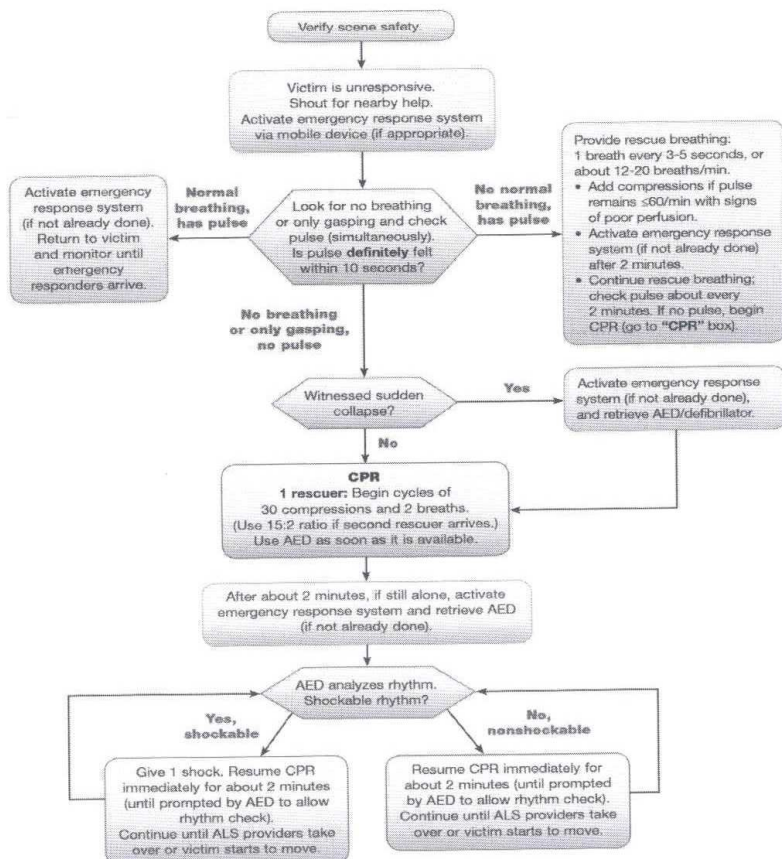 Verify scene safety.
Victim is unresponsive.
Shout for nearby help.
Activate emergency response system
via mobile device (if appropriate).
Activate emergency
response system
(if not already done).
Return to victim
and monitor until
emergency
responders arrive.
Normal
breathing,
has pulse
Look for no breathing
or only gasping and check
pulse (simultaneously).
Is pulse definitely felt
within 10 seconds?
No normal
breathing,
has pulse
Provide rescue breathing:
1 breath every 3-5 seconds, or
about 12-20 breaths/min.
• Add compressions if pulse
remains ≤60/min with signs
of poor perfusion.
• Activate emergency response
system (if not already done)
after 2 minutes.
• Continue rescue breathing;
check pulse about every
2 minutes. If no pulse, begin
CPR (go to "CPR" box).
No breathing
or only gasping,
no pulse
Witnessed sudden
collapse?
Yes
Activate emergency response
system (if not already done),
and retrieve AED/defibrillator.
No
CPR
1 rescuer: Begin cycles of
30 compressions and 2 breaths.
(Use 15:2 ratio if second rescuer arrives.)
Use AED as soon as it is available.
After about 2 minutes, if still alone, activate
emergency response system and retrieve AED
(if not already done).
AED analyzes rhythm.
Shockable rhythm?
Yes,
shockable
No,
nonshockable
Give 1 shock. Resume CPR
immediately for about 2 minutes
(until prompted by AED to allow
rhythm check).
Continue until ALS providers take
over or victim starts to move.
Resume CPR immediately for
about 2 minutes (until prompted
by AED to allow rhythm check).
Continue until ALS providers take
over or victim starts to move.